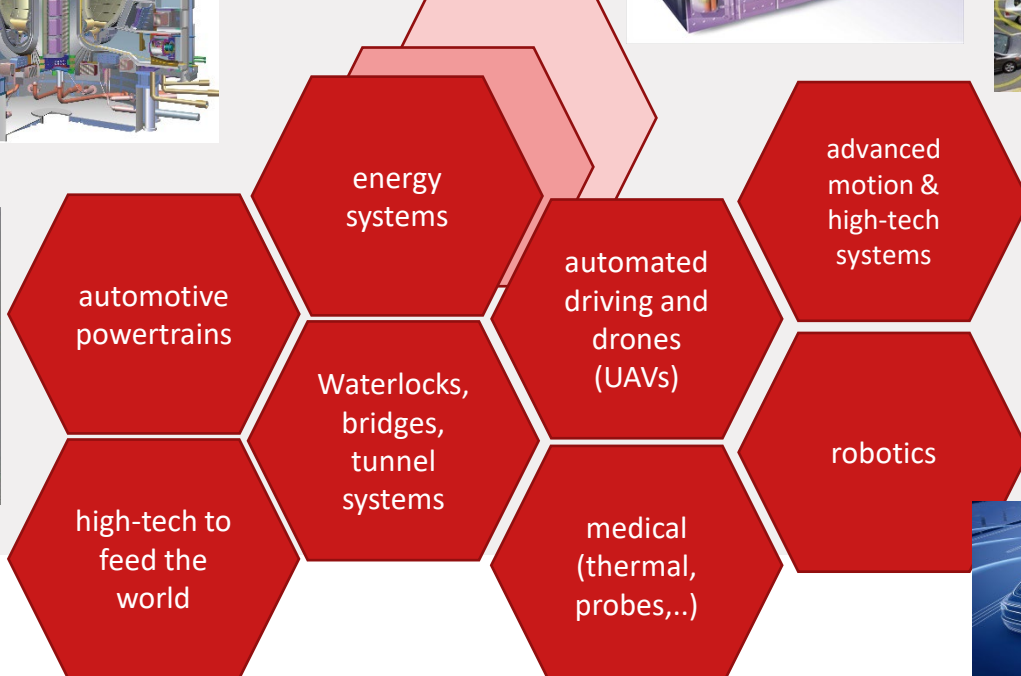 energy
systems
advanced
motion &
high-tech
systems
automotive
powertrains
automated
driving and
drones
(UAVs)
Waterlocks,
bridges,
tunnel
systems
robotics
high-tech to
feed the
world
medical
(thermal,
probes,..)